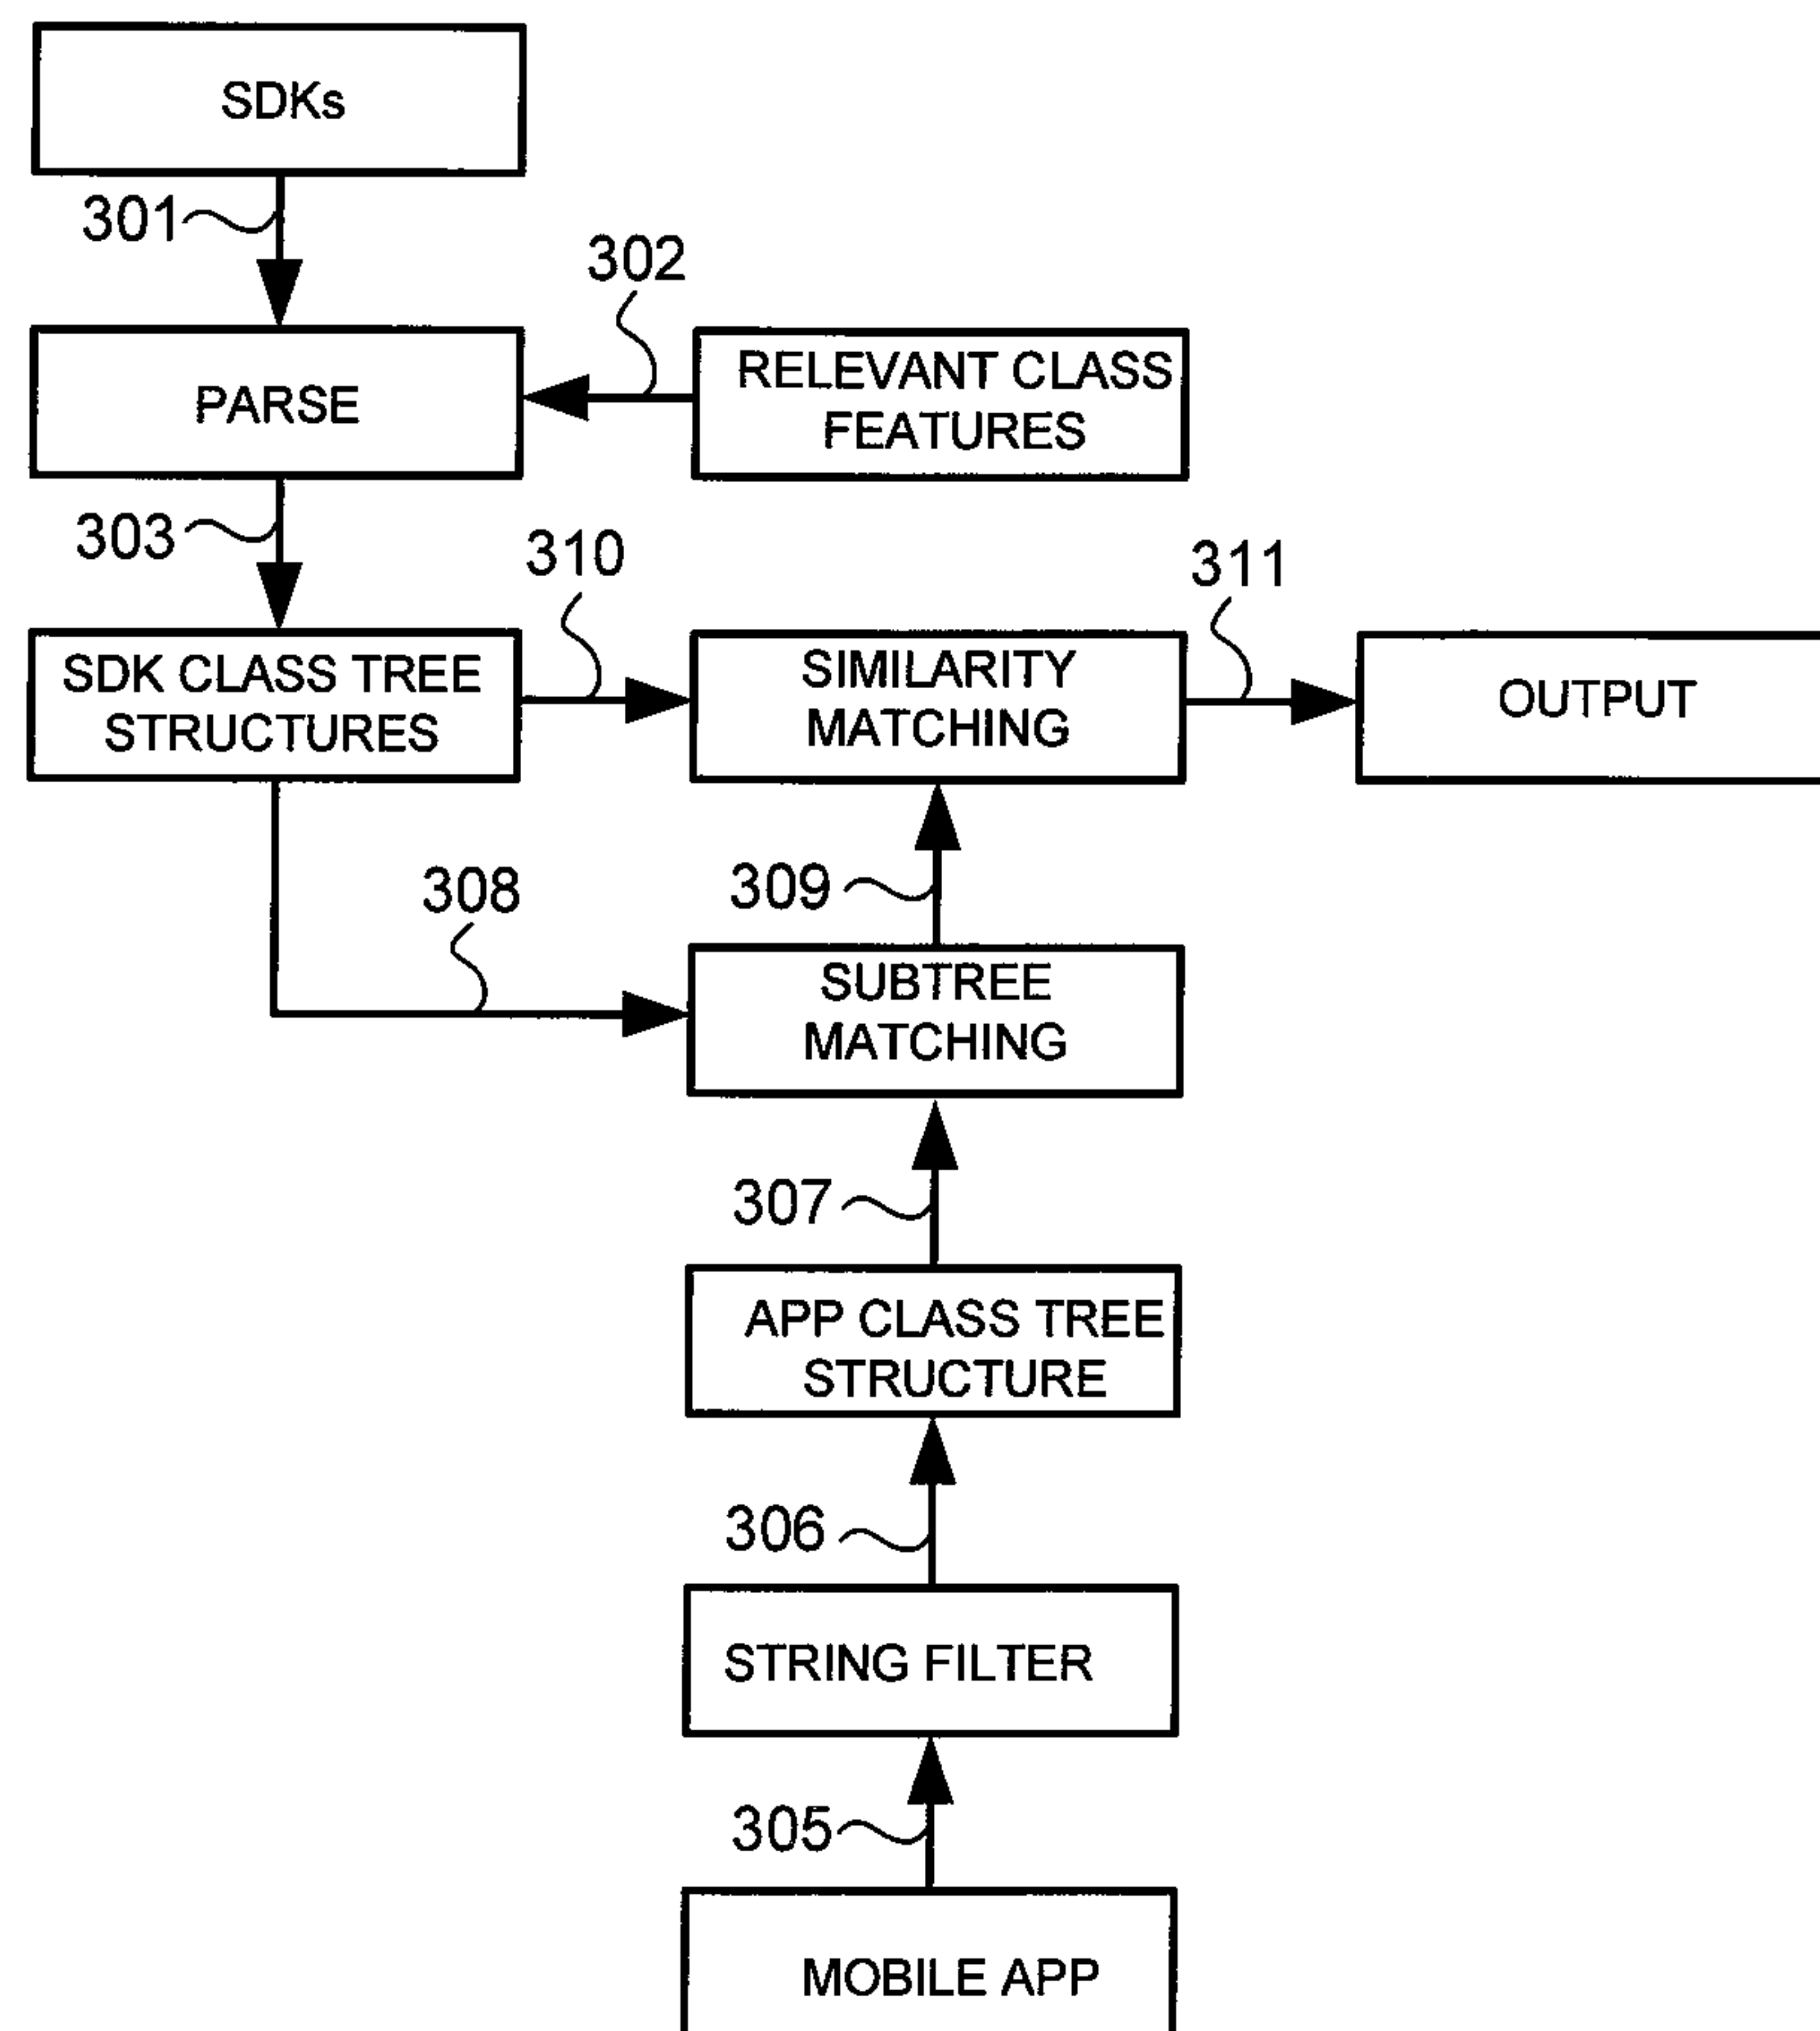 SDKs
301
302
PARSE
RELEVANT CLASS
FEATURES
303
310
311
SDK CLASS TREE
STRUCTURES
SIMILARITY
MATCHING
OUTPUT
308
309
SUBTREE
MATCHING
307
APP CLASS TREE
STRUCTURE
306
STRING FILTER
305
MOBILE APP